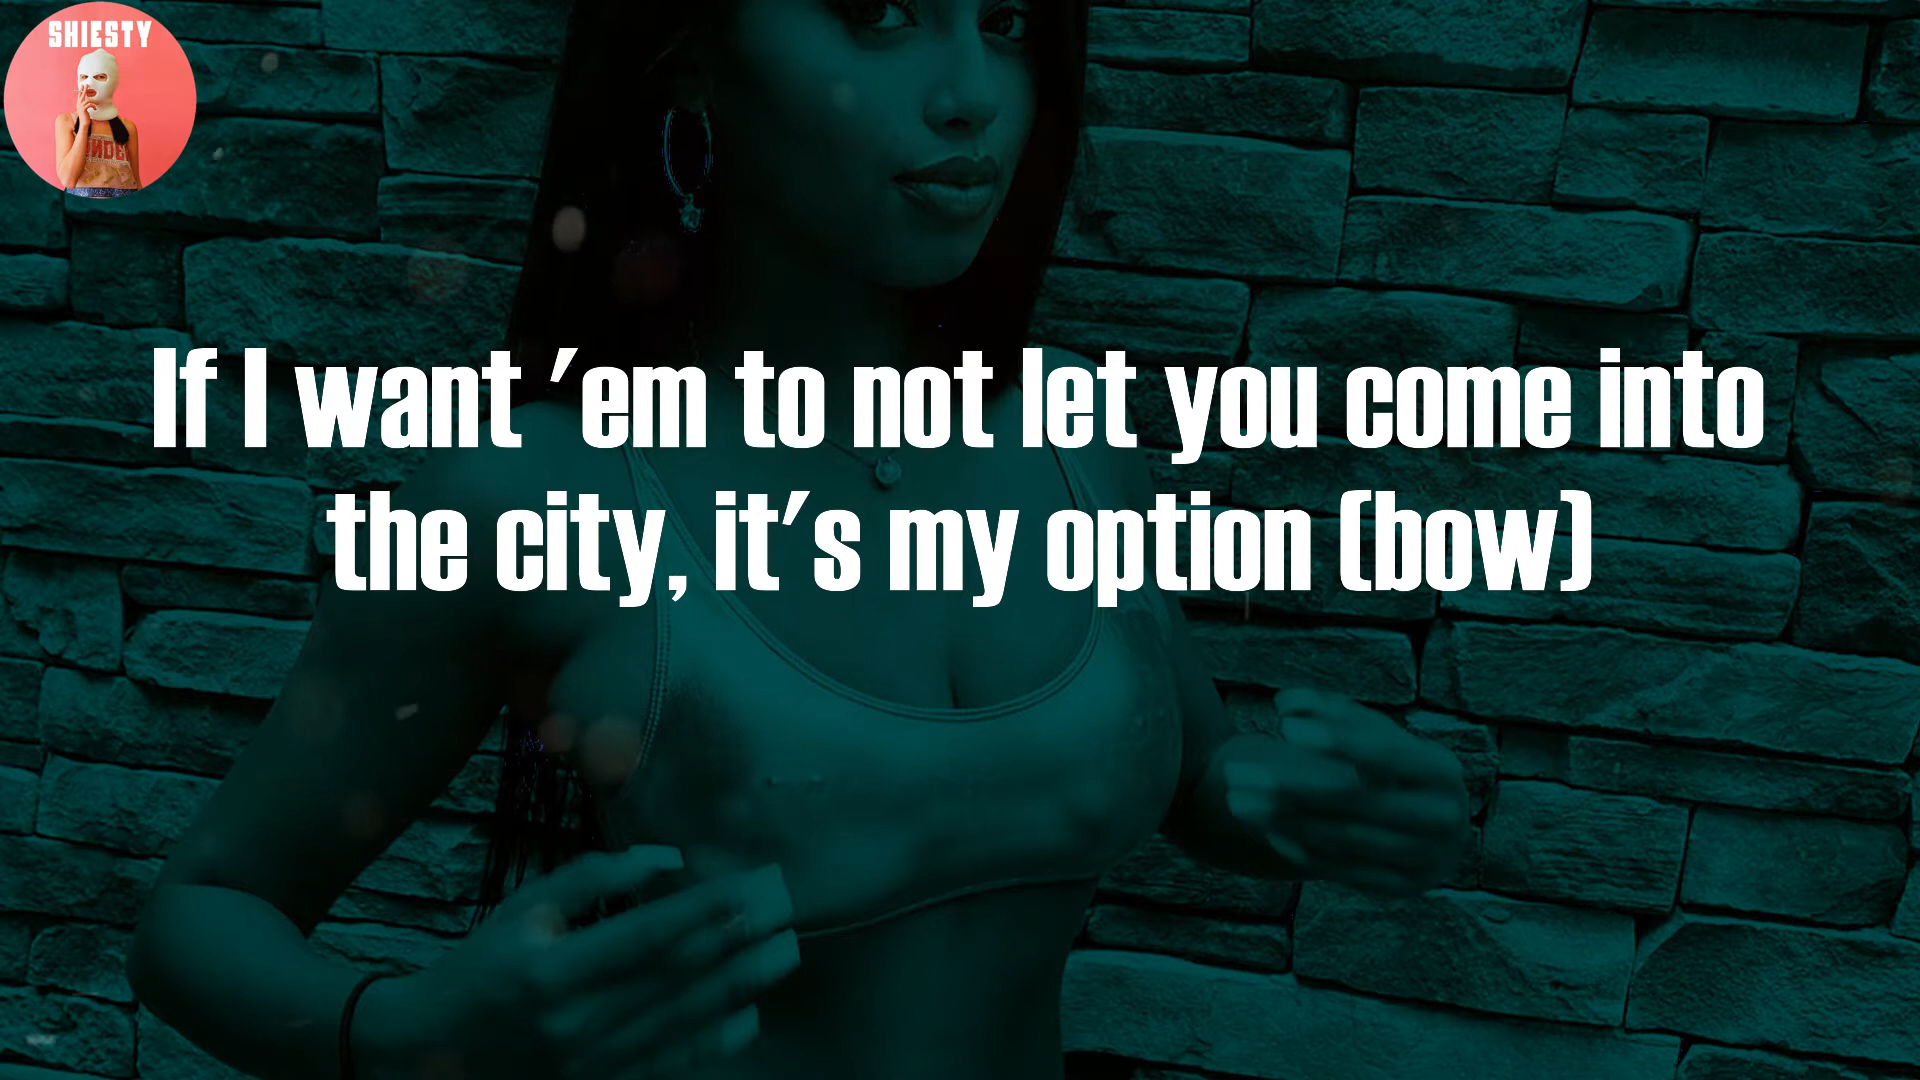 SHIESTY
If I want 'em to not let you come into
the city, it's my option (bow)